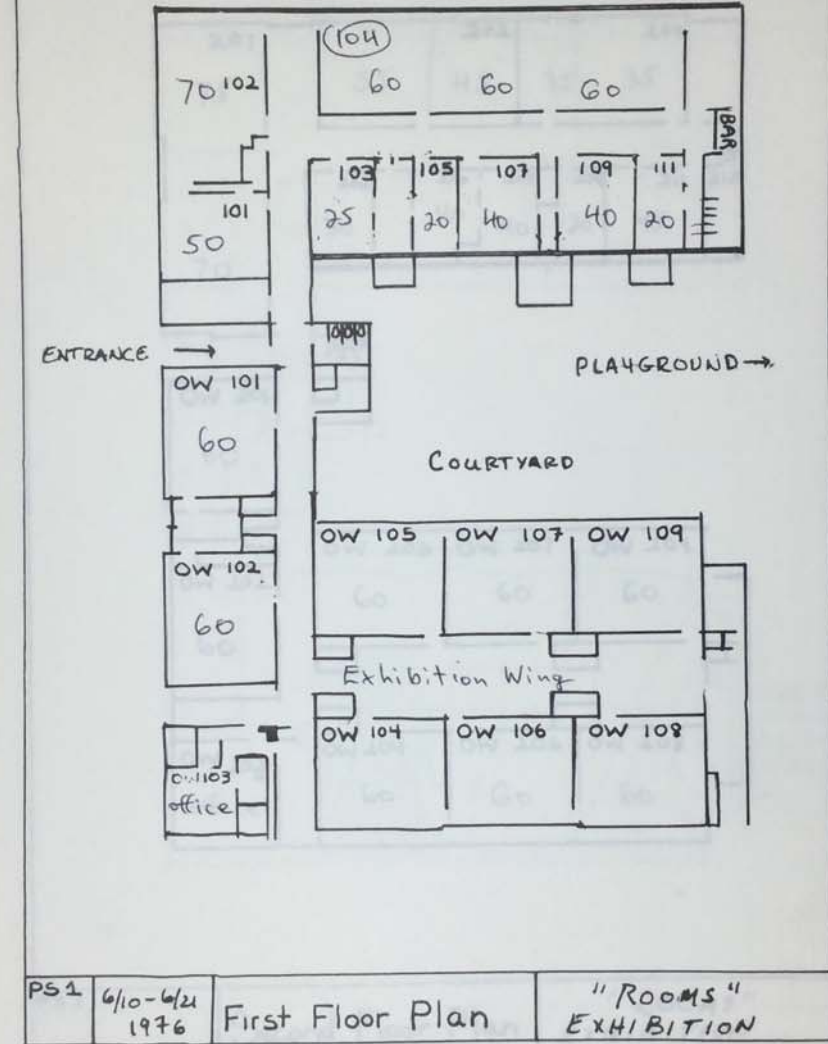 104
70 102
60 60 60
BAR
103 105 107 109 111
101
25 20 40 40 20
50
ENTRANCE →
PLAYGROUND →
OW 101
60
COURTYARD
OW 105 OW 107 OW 109
OW 102
60
Exhibition Wing
OW 104 OW 106 OW 108
office
PS1
6/10-6/21
1976
First Floor Plan
"ROOMS"
EXHIBITION